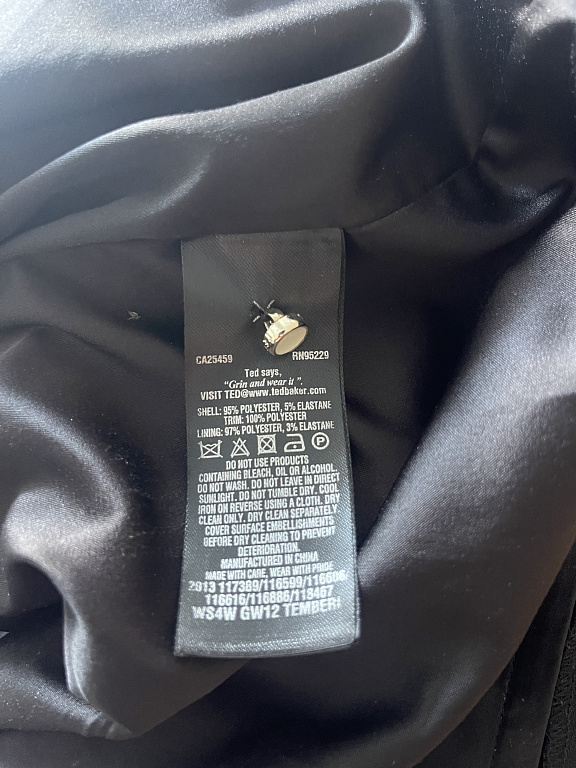 CA25459 RN95229
Ted says,
"Grin and wear it".
VISIT TED@www.tedbaker.com
SHELL: 95% POLYESTER, 5% ELASTANE
TRIM: 100% POLYESTER
LINING: 97% POLYESTER, 3% ELASTANE
P
DO NOT USE PRODUCTS
CONTAINING BLEACH, OIL OR ALCOHOL.
DO NOT WASH. DO NOT LEAVE IN DIRECT
SUNLIGHT. DO NOT TUMBLE DRY. COOL
IRON ON REVERSE USING A CLOTH. DRY
CLEAN ONLY. DRY CLEAN SEPARATELY
COVER SURFACE EMBELLISHMENTS
BEFORE DRY CLEANING TO PREVENT
DETERIORATION.
MANUFACTURED IN CHINA
MADE WITH CARE, WEAR WITH PRIDE
2913 117389/116599/116606/
116616/116886/118467
WS4W GW12 TEMBERI